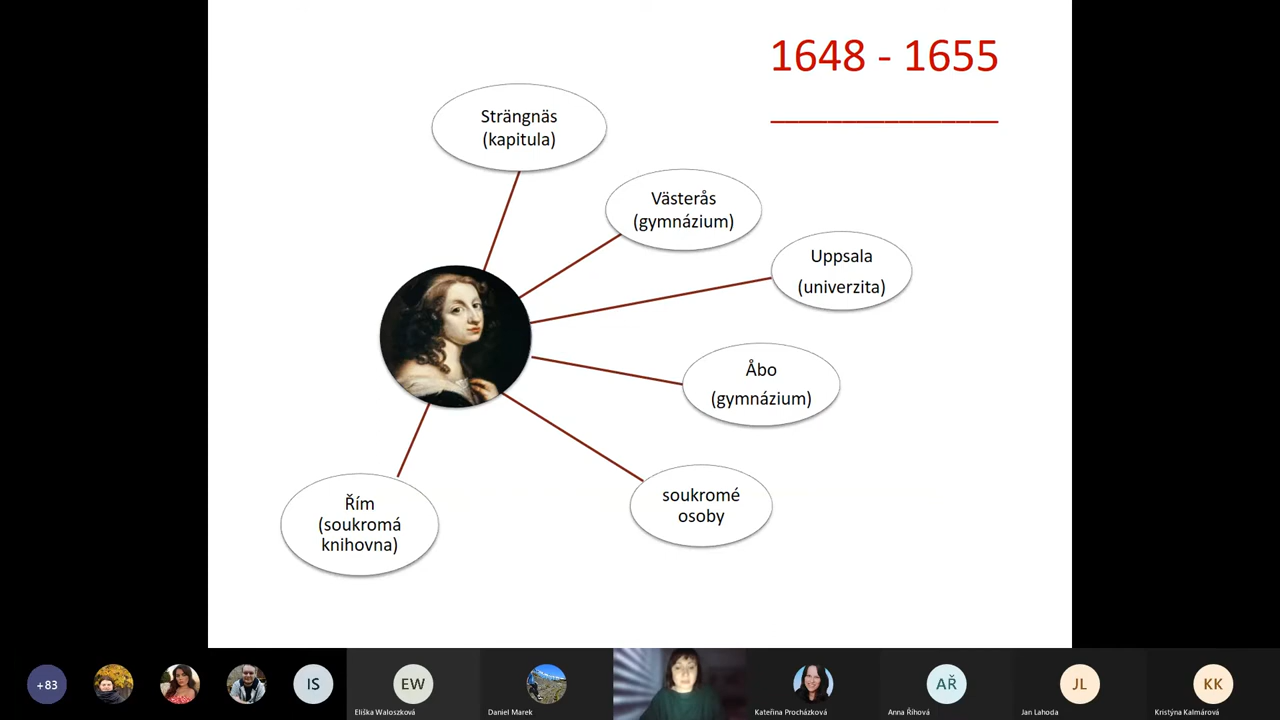 1648 - 1655
Strängnäs
(kapitula)
Västerås
(gymnázium)
Uppsala
(univerzita)
Åbo
(gymnázium)
soukromé
osoby
Řím
(soukromá
knihovna)
+83
IS
EW
AŘ
JL
KK
Eliška Wałoszková
Daniel Marek
Kateřina Procházková
Anna Říhová
Jan Lahoda
Kristýna Kalmárová